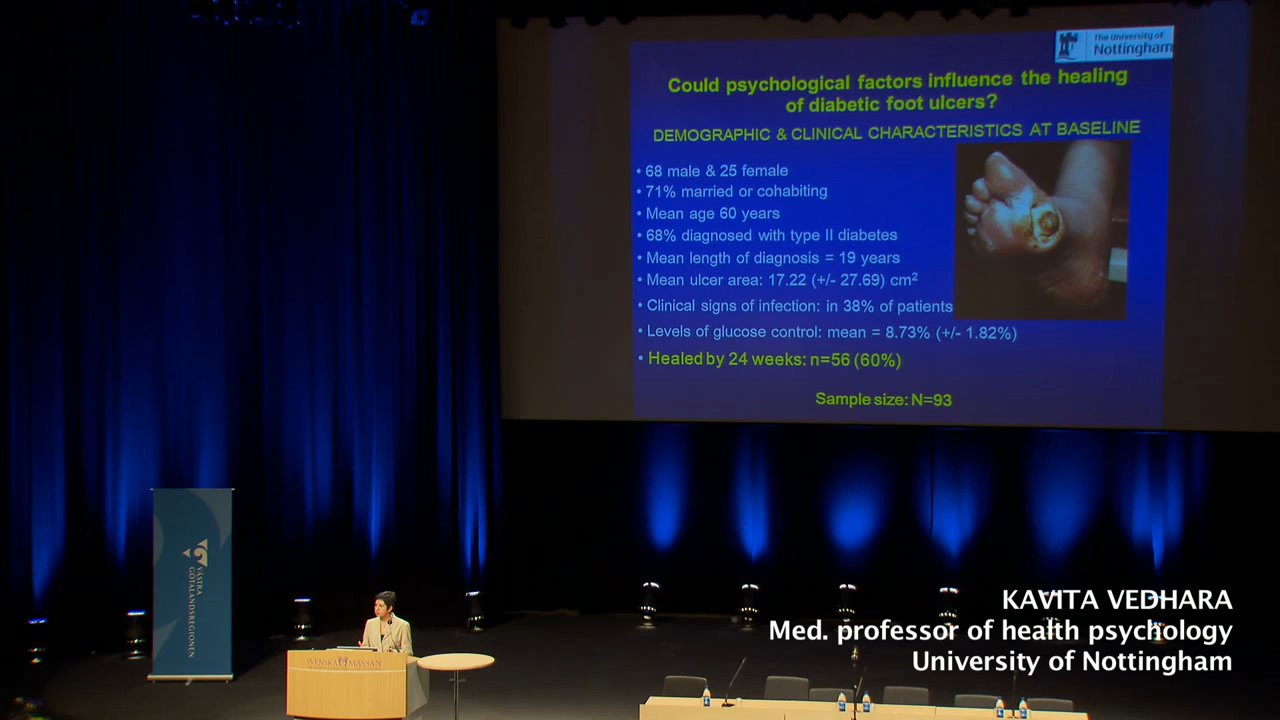 The University of
Nottingham
Could psychological factors influence the healing
of diabetic foot ulcers?
DEMOGRAPHIC & CLINICAL CHARACTERISTICS AT BASELINE
• 68 male & 25 female
• 71% married or cohabiting
• Mean age 60 years
• 68% diagnosed with type II diabetes
• Mean length of diagnosis = 19 years
• Mean ulcer area: 17.22 (+/- 27.69) cm²
• Clinical signs of infection: in 38% of patients
• Levels of glucose control: mean = 8.73% (+/- 1.82%)
• Healed by 24 weeks: n=56 (60%)
Sample size: N=93
VÄSTRA
GÖTALANDSREGIONEN
SVENSKA MÄSSAN
KAVITA VEDHARA
Med. professor of health psychology
University of Nottingham